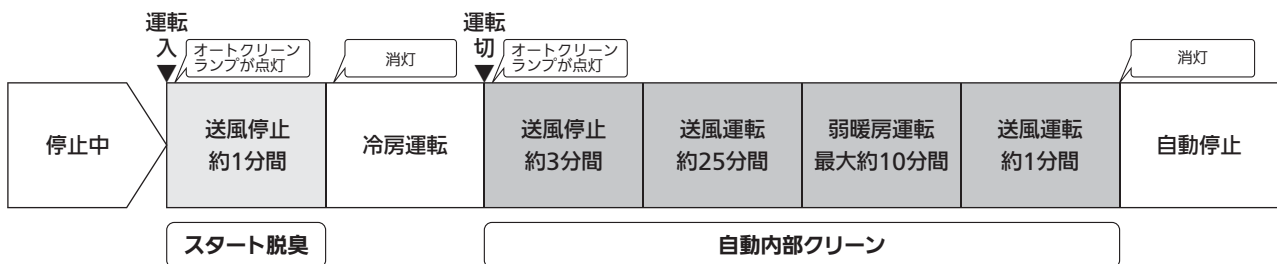 運転
入
オートクリーン
ランプが点灯
消灯
運転
切
オートクリーン
ランプが点灯
消灯
停止中
送風停止
約1分間
冷房運転
送風停止
約3分間
送風運転
約25分間
弱暖房運転
最大約10分間
送風運転
約1分間
自動停止
スタート脱臭
自動内部クリーン